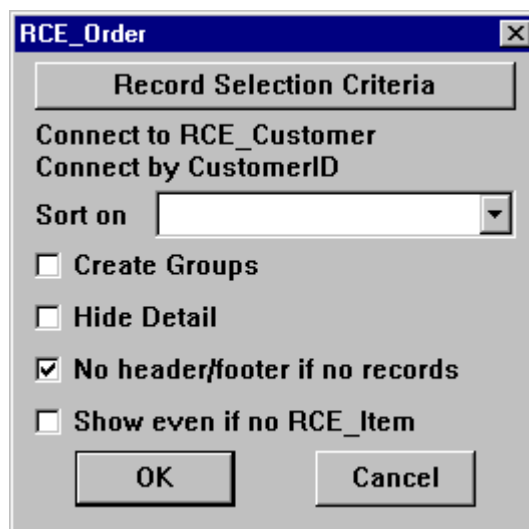 RCE_Order
Record Selection Criteria
Connect to RCE_Customer
Connect by CustomerID
Sort on
Create Groups
Hide Detail
No header/footer if no records
Show even if no RCE_Item
OK Cancel